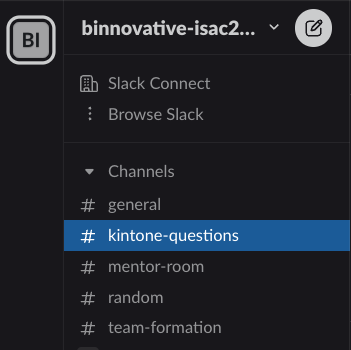 BI
binnovative-isac2...
Slack Connect
Browse Slack
Channels
# general
# kintone-questions
# mentor-room
# random
# team-formation